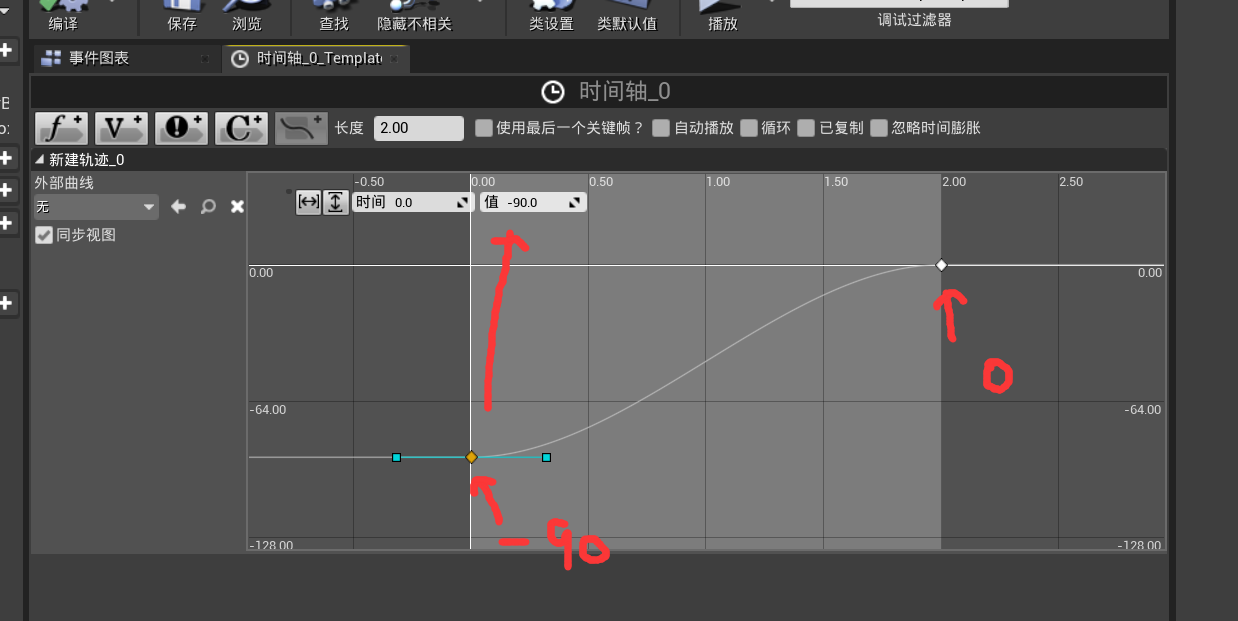 编译 保存 浏览 查找 隐藏不相关 类设置 类默认值 播放 调试过滤器
事件图表 时间轴_0_Templat
时间轴_0
f V C 长度 2.00 使用最后一个关键帧？ 自动播放 循环 已复制 忽略时间膨胀
新建轨迹_0
外部曲线
无
同步视图
-0.50 0.00 0.50 1.00 1.50 2.00 2.50
时间 0.0 值 -90.0
0.00 0.00
0
-64.00 -64.00
-90
-128.00 -128.00